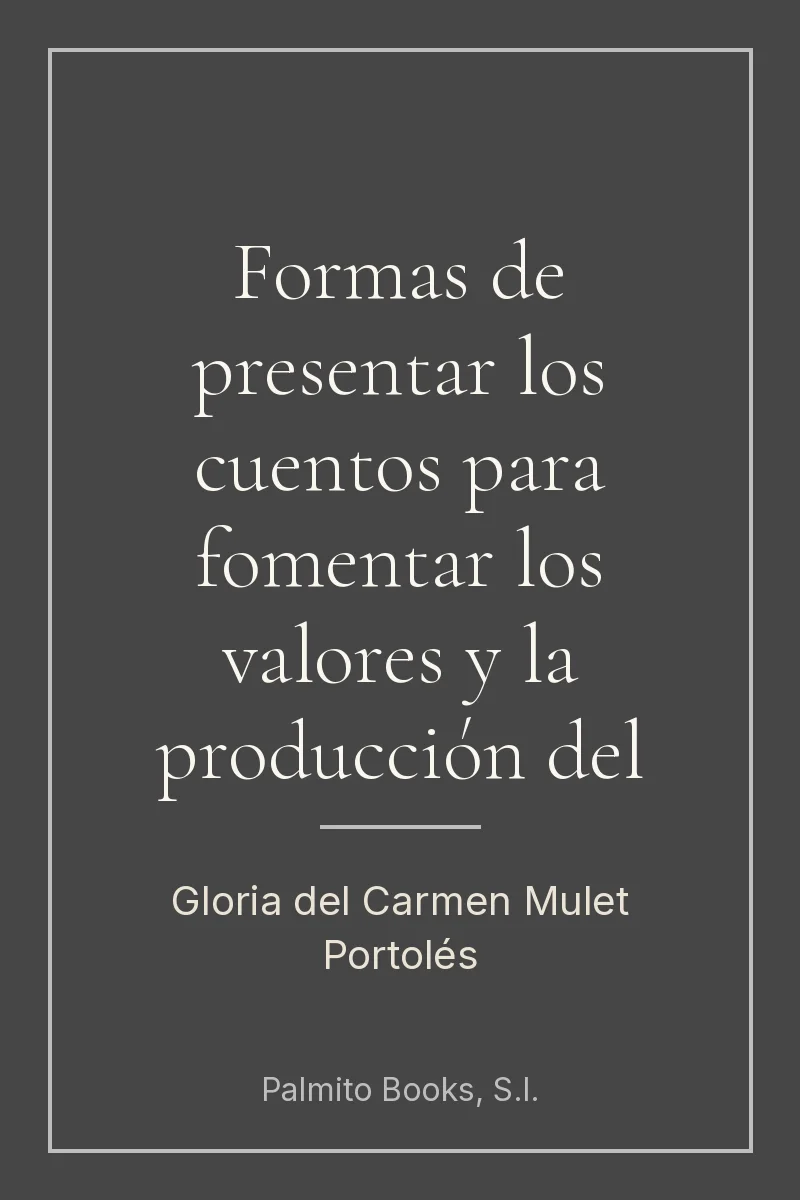 Formas de
presentar los
cuentos para
fomentar los
valores y la
producción del
Gloria del Carmen Mulet
Portolés
Palmito Books, S.l.